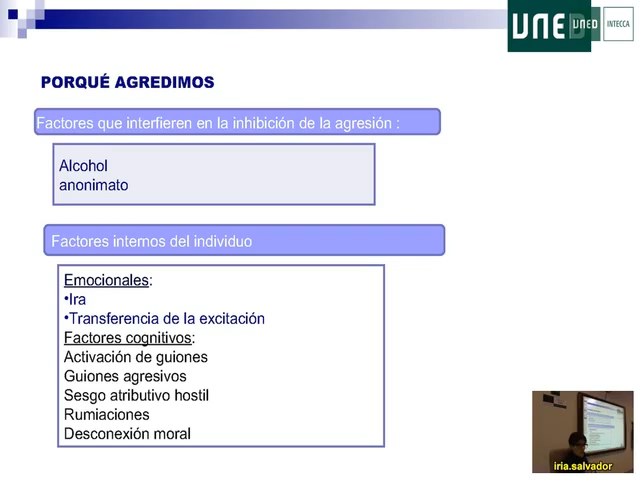 UNED
UNED
INTECCA
PORQUÉ AGREDIMOS
Factores que interfieren en la inhibición de la agresión :
Alcohol
anonimato
Factores internos del individuo
Emocionales:
•Ira
•Transferencia de la excitación
Factores cognitivos:
Activación de guiones
Guiones agresivos
Sesgo atributivo hostil
Rumiaciones
Desconexión moral
iria.salvador